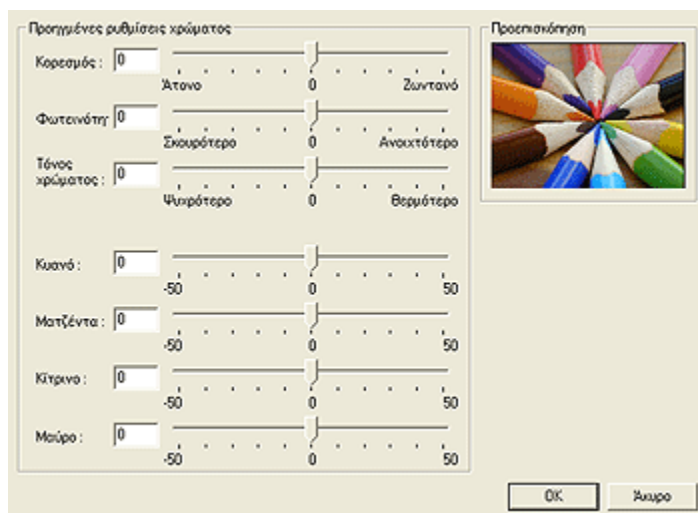 Προηγμένες ρυθμίσεις χρώματος
Προεπισκόπηση
Κορεσμός : 0
Άτονο 0 Ζωντανό
Φωτεινότη 0
Σκουρότερο 0 Ανοιχτότερο
Τόνος
χρώματος : 0
Ψυχρότερο 0 Θερμότερο
Κυανό : 0
-50 0 50
Ματζέντα : 0
-50 0 50
Κίτρινο : 0
-50 0 50
Μαύρο : 0
-50 0 50
OK Άκυρο